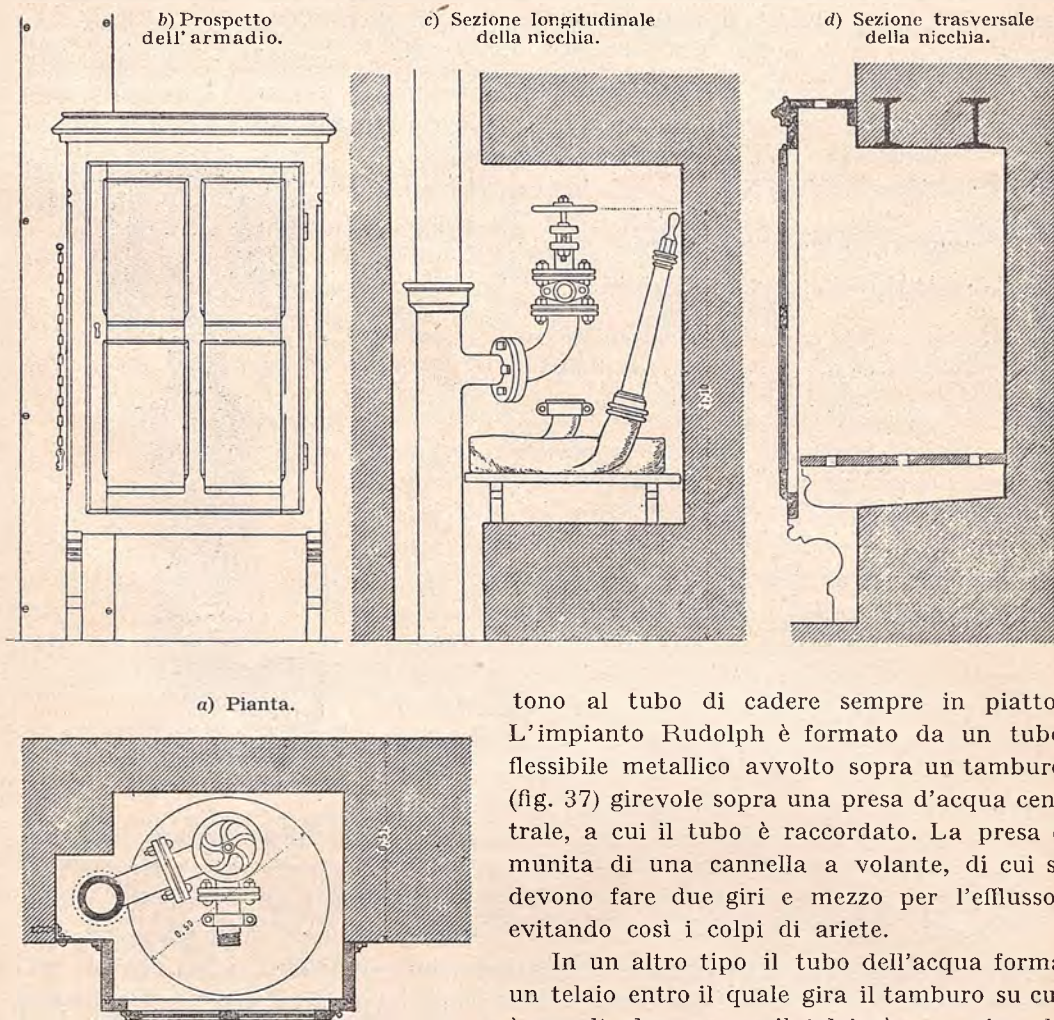 b) Prospetto
dell'armadio.
c) Sezione longitudinale
della nicchia.
d) Sezione trasversale
della nicchia.
a) Pianta.
0,50
tono al tubo di cadere sempre in piatto
L'impianto Rudolph è formato da un tubo
flessibile metallico avvolto sopra un tamburo
(fig. 37) girevole sopra una presa d'acqua cen
trale, a cui il tubo è raccordato. La presa
munita di una cannella a volante, di cui s
devono fare due giri e mezzo per l'efflusso
evitando così i colpi di ariete.
In un altro tipo il tubo dell'acqua forma
un telaio entro il quale gira il tamburo su cu